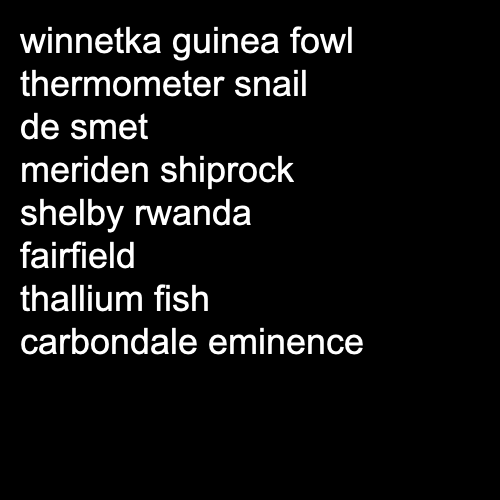 winnetka guinea fowl
thermometer snail
de smet
meriden shiprock
shelby rwanda
fairfield
thallium fish
carbondale eminence